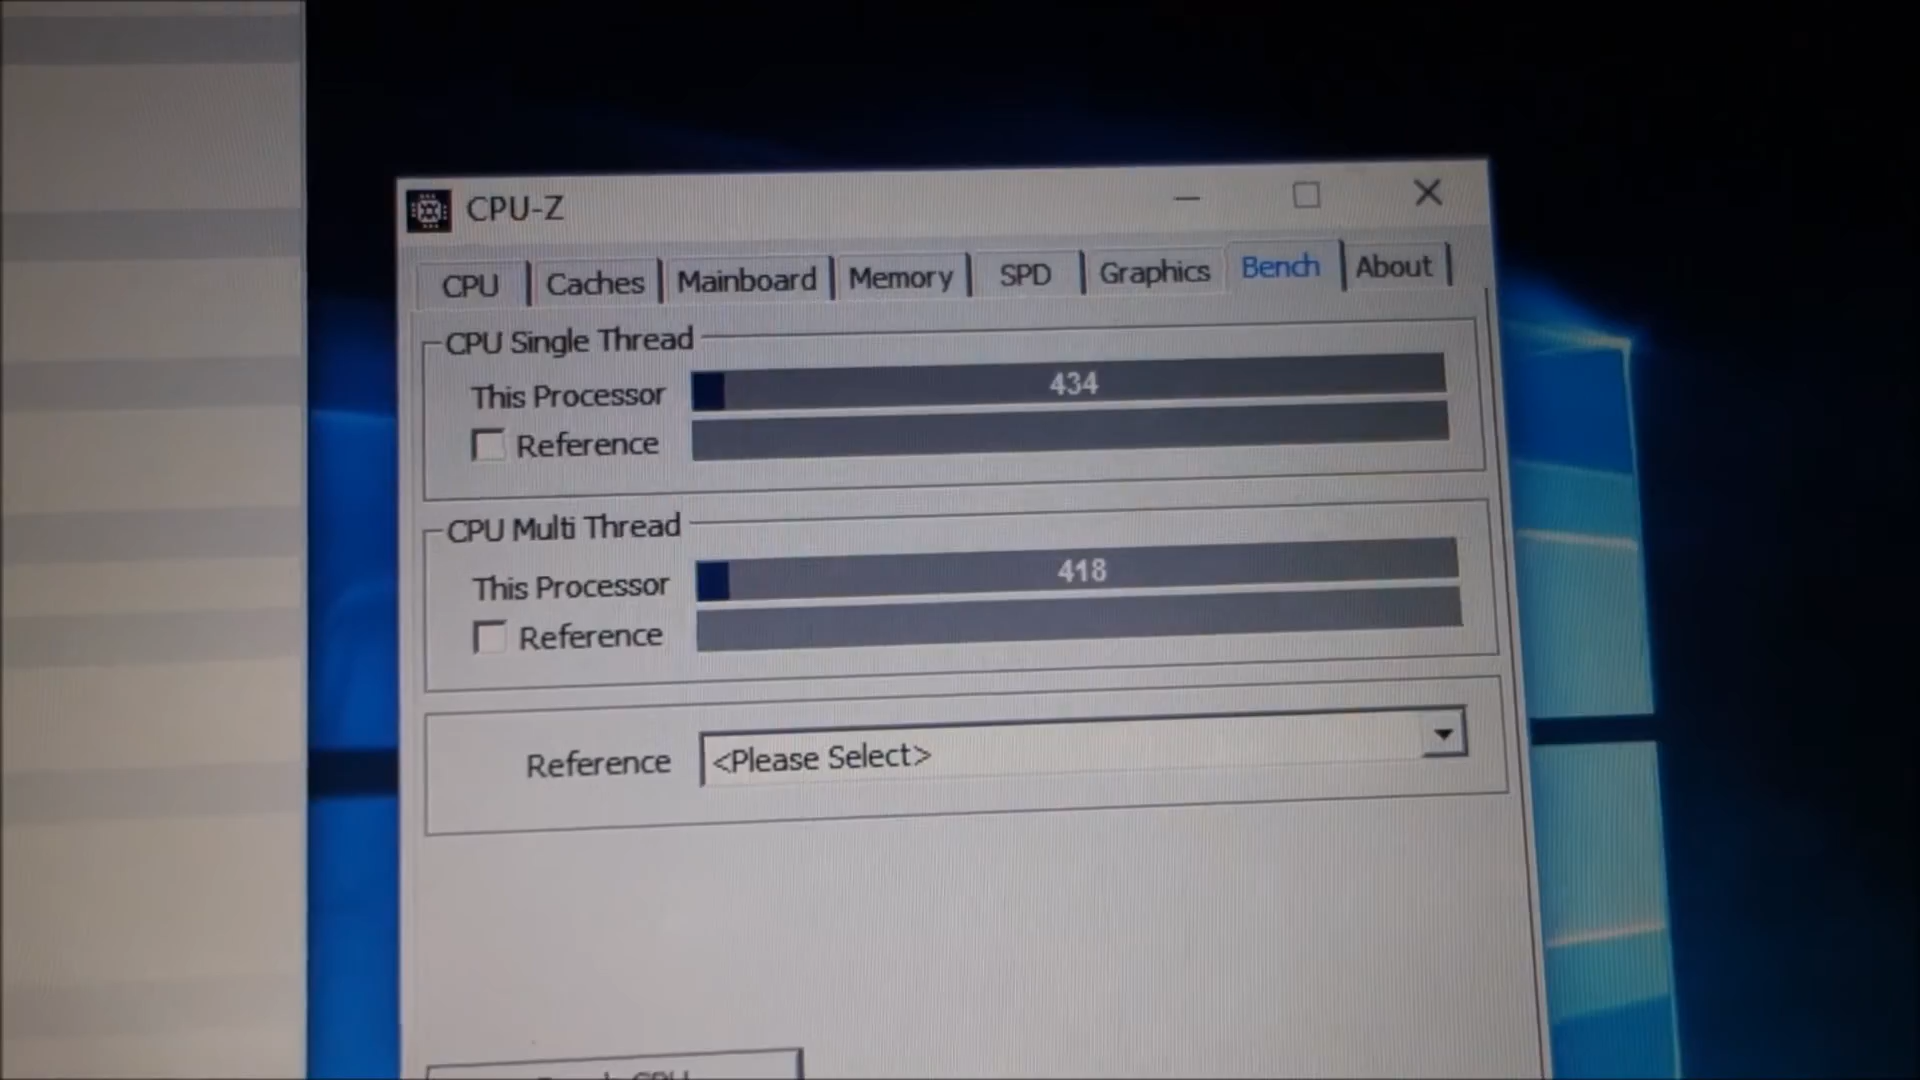 CPU-Z
CPU Caches Mainboard Memory SPD Graphics Bench About
CPU Single Thread
This Processor 434
Reference
CPU Multi Thread
This Processor 418
Reference
Reference <Please Select>
CPU